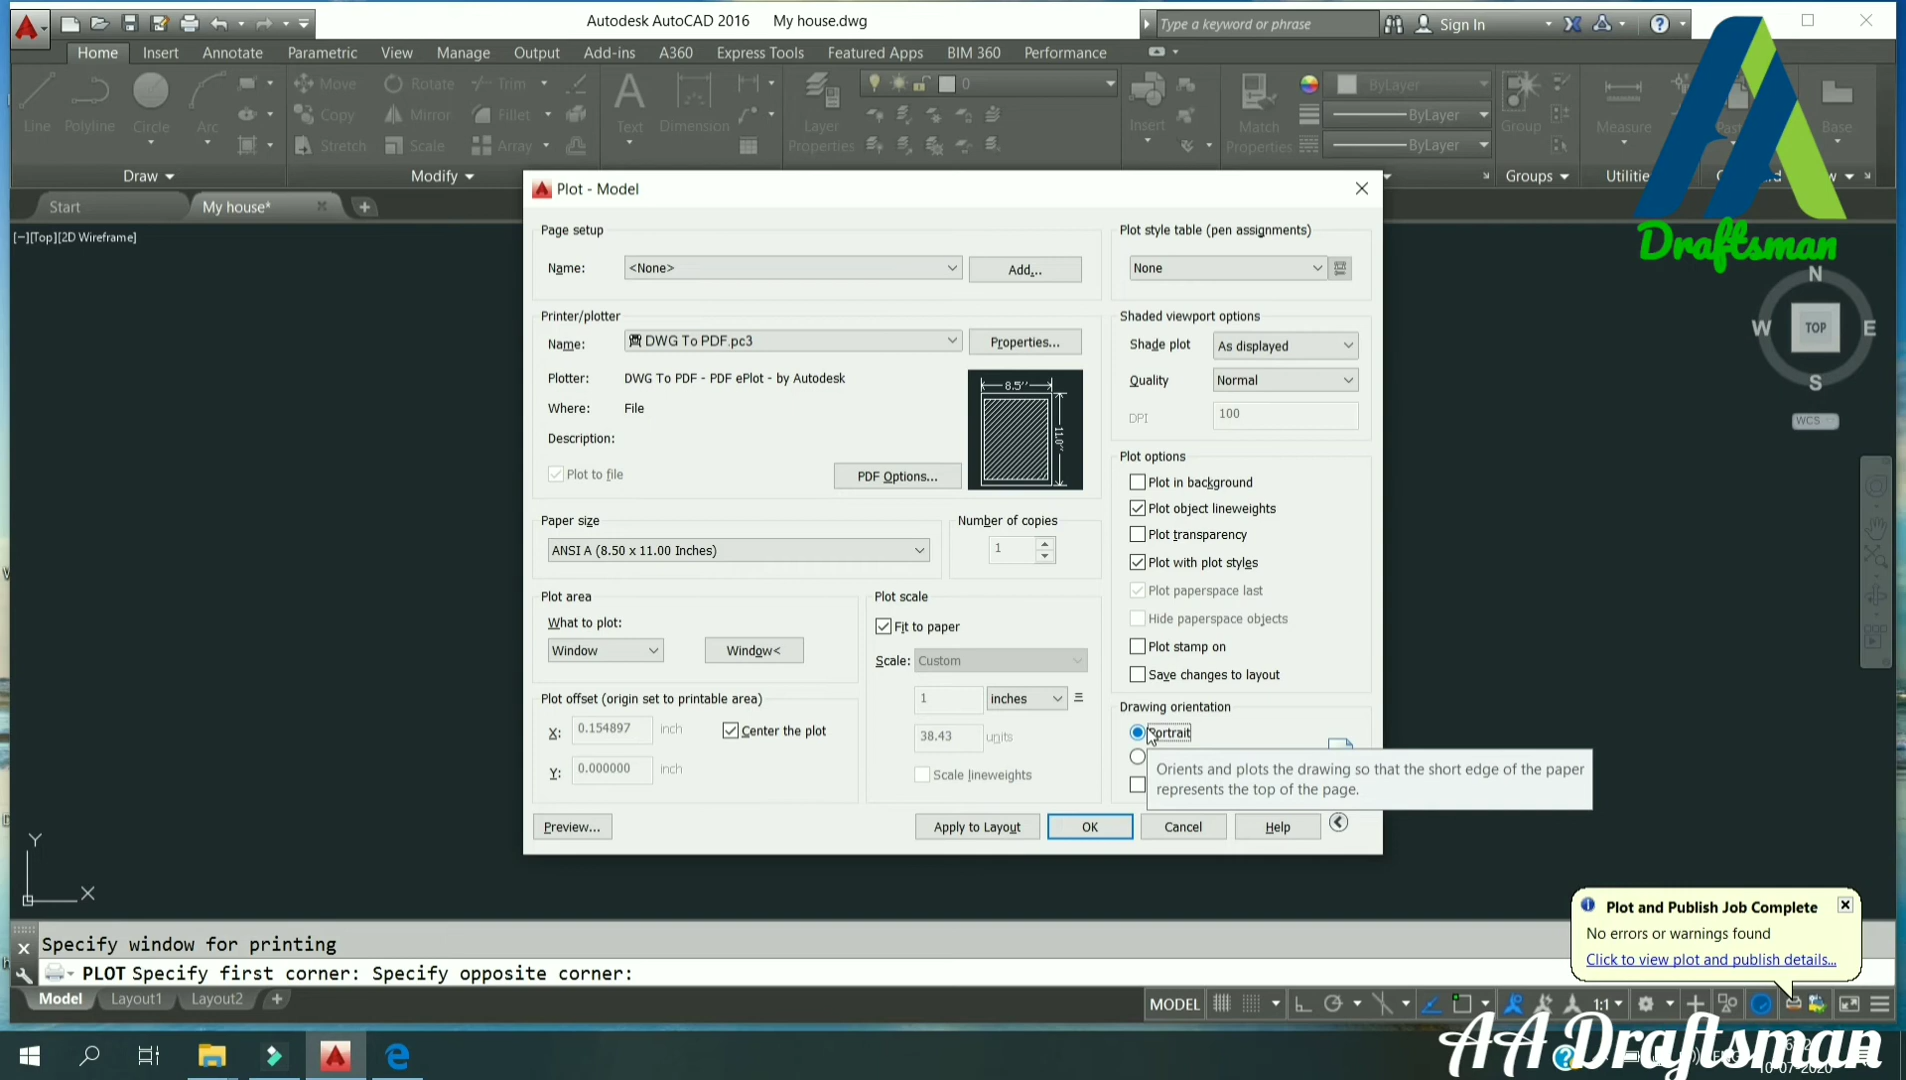 Autodesk AutoCAD 2016 My house.dwg
Type a keyword or phrase
Sign In
Home Insert Annotate Parametric View Manage Output Add-ins A360 Express Tools Featured Apps BIM 360 Performance
Move Rotate Trim
0
ByLayer
Line Polyline Circle Arc
Copy Mirror Fillet
Text Dimension
Layer Properties
Insert
Match Properties
ByLayer
Group
Measure
Base
Stretch Scale Array
ByLayer
Draw Modify
Groups
Start My house*
Draftsman
[−][Top][2D Wireframe]
N
W TOP E
S
WCS
Plot - Model
Page setup
Name: <None> Add...
Plot style table (pen assignments)
None
Printer/plotter
Name: DWG To PDF.pc3 Properties...
Plotter: DWG To PDF - PDF ePlot - by Autodesk
Where: File
Description:
Plot to file
PDF Options...
8.5''
11.0''
Shaded viewport options
Shade plot As displayed
Quality Normal
DPI 100
Paper size
ANSI A (8.50 x 11.00 Inches)
Number of copies
1
Plot options
Plot in background
Plot object lineweights
Plot transparency
Plot with plot styles
Plot paperspace last
Hide paperspace objects
Plot stamp on
Save changes to layout
Plot area
What to plot:
Window Window<
Plot scale
Fit to paper
Scale: Custom
1 inches =
38.43 units
Scale lineweights
Plot offset (origin set to printable area)
X: 0.154897 inch Center the plot
Y: 0.000000 inch
Drawing orientation
Portrait
Orients and plots the drawing so that the short edge of the paper
represents the top of the page.
Preview... Apply to Layout OK Cancel Help
Y
X
Plot and Publish Job Complete
No errors or warnings found
Click to view plot and publish details...
Specify window for printing
PLOT Specify first corner: Specify opposite corner:
Model Layout1 Layout2
MODEL 1:1
AA Draftsman